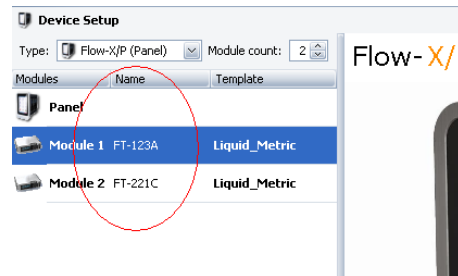 Device Setup
Type: Flow-X/P (Panel) Module count: 2
Flow-X/
Modules Name Template
Panel
Module 1 FT-123A Liquid_Metric
Module 2 FT-221C Liquid_Metric